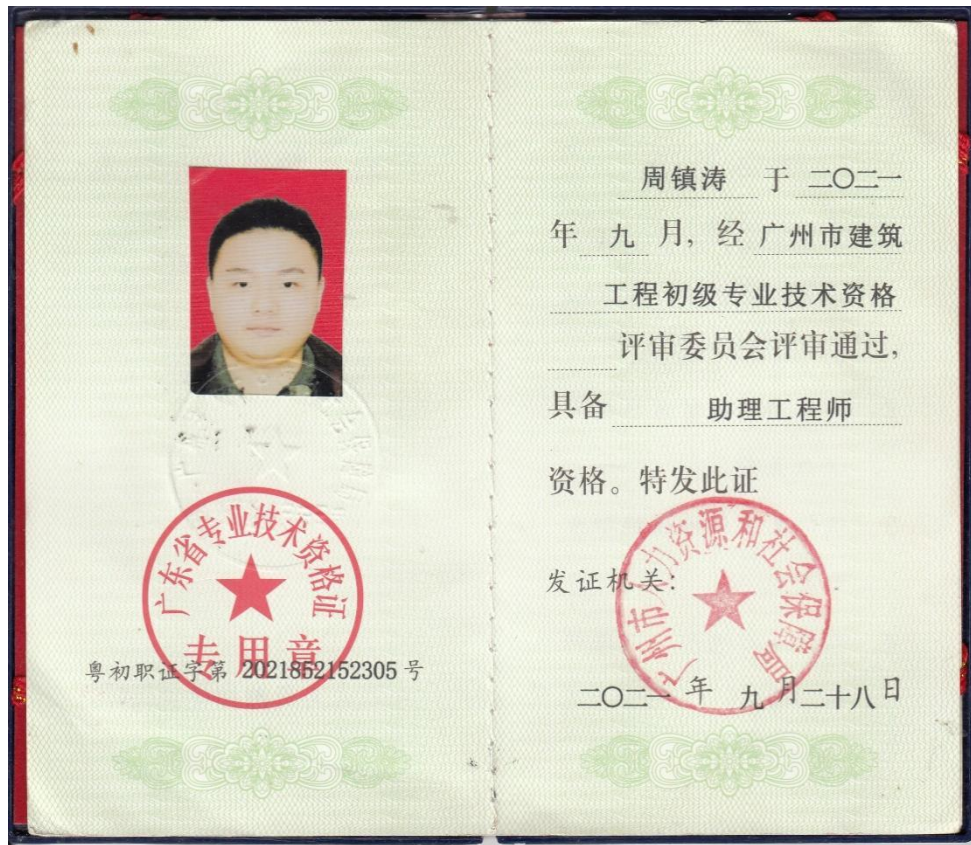 广东省专业技术资格证
专用章
粤初职证字第 2021852152305 号
周镇涛 于 二〇二一
年 九 月, 经 广州市建筑
工程初级专业技术资格
评审委员会评审通过,
具备 助理工程师
资格。特发此证
广州市人力资源和社会保障局
发证机关:
二〇二一 年 九 月二十八日